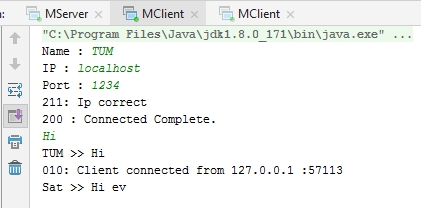 MServer MClient MClient
"C:\Program Files\Java\jdk1.8.0_171\bin\java.exe" ...
Name : TUM
IP : localhost
Port : 1234
211: Ip correct
200 : Connected Complete.
Hi
TUM >> Hi
010: Client connected from 127.0.0.1 :57113
Sat >> Hi ev